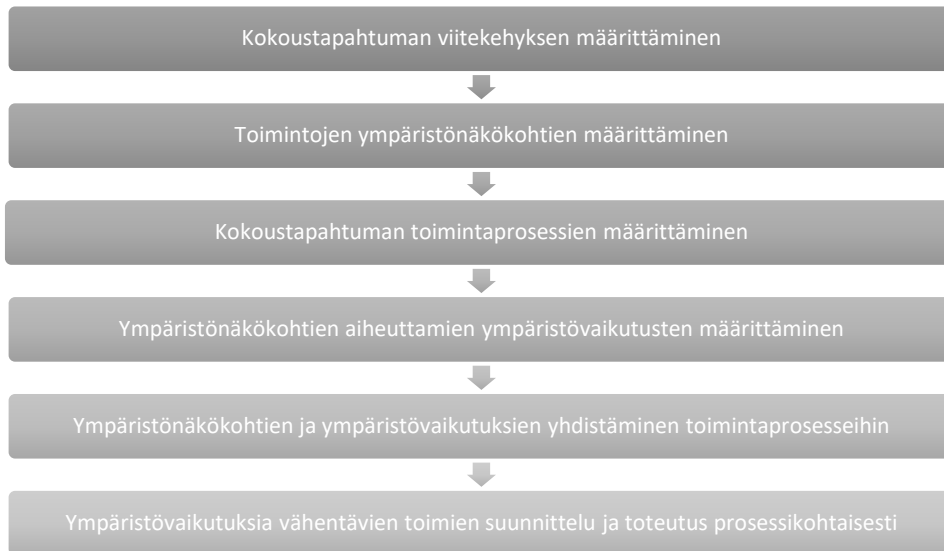 Kokoustapahtuman viitekehyksen määrittäminen
Toimintojen ympäristönäkökohtien määrittäminen
Kokoustapahtuman toimintaprosessien määrittäminen
Ympäristönäkökohtien aiheuttamien ympäristövaikutusten määrittäminen
Ympäristönäkökohtien ja ympäristövaikutuksien yhdistäminen toimintaprosesseihin
Ympäristövaikutuksia vähentävien toimien suunnittelu ja toteutus prosessikohtaisesti